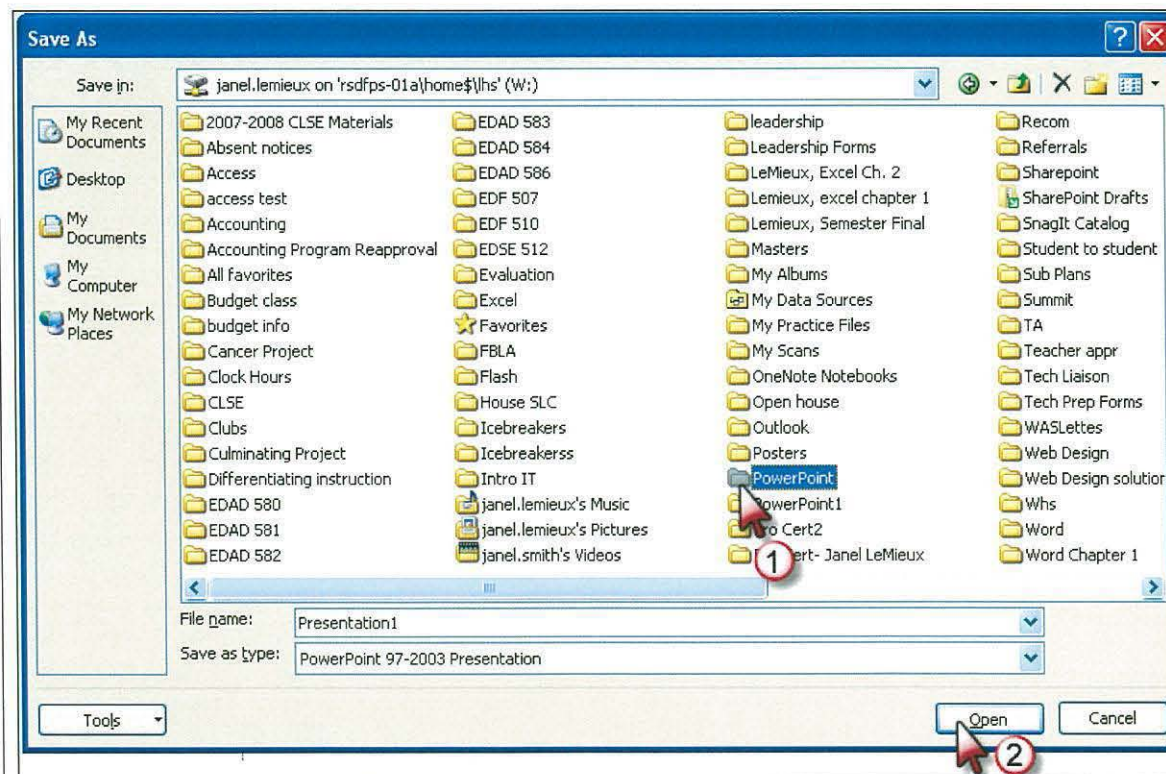 Save As
Save in:
janel.lemieux on 'rsdfps-01a\home$\lhs' (W:)
My Recent
Documents
Desktop
My
Documents
My
Computer
My Network
Places
2007-2008 CLSE Materials
Absent notices
Access
access test
Accounting
Accounting Program Reapproval
All favorites
Budget class
budget info
Cancer Project
Clock Hours
CLSE
Clubs
Culminating Project
Differentiating instruction
EDAD 580
EDAD 581
EDAD 582
EDAD 583
EDAD 584
EDAD 586
EDF 507
EDF 510
EDSE 512
Evaluation
Excel
Favorites
FBLA
Flash
House SLC
Icebreakers
Icebreakerss
Intro IT
janel.lemieux's Music
janel.lemieux's Pictures
janel.smith's Videos
leadership
Leadership Forms
LeMieux, Excel Ch. 2
Lemieux, excel chapter 1
Lemieux, Semester Final
Masters
My Albums
My Data Sources
My Practice Files
My Scans
OneNote Notebooks
Open house
Outlook
Posters
PowerPoint
PowerPoint1
Cert2
Janel LeMieux
1
Recom
Referrals
Sharepoint
SharePoint Drafts
SnagIt Catalog
Student to student
Sub Plans
Summit
TA
Teacher appr
Tech Liaison
Tech Prep Forms
WASLettes
Web Design
Web Design solution
Whs
Word
Word Chapter 1
File name:
Presentation1
Save as type:
PowerPoint 97-2003 Presentation
Tools
Open
Cancel
2